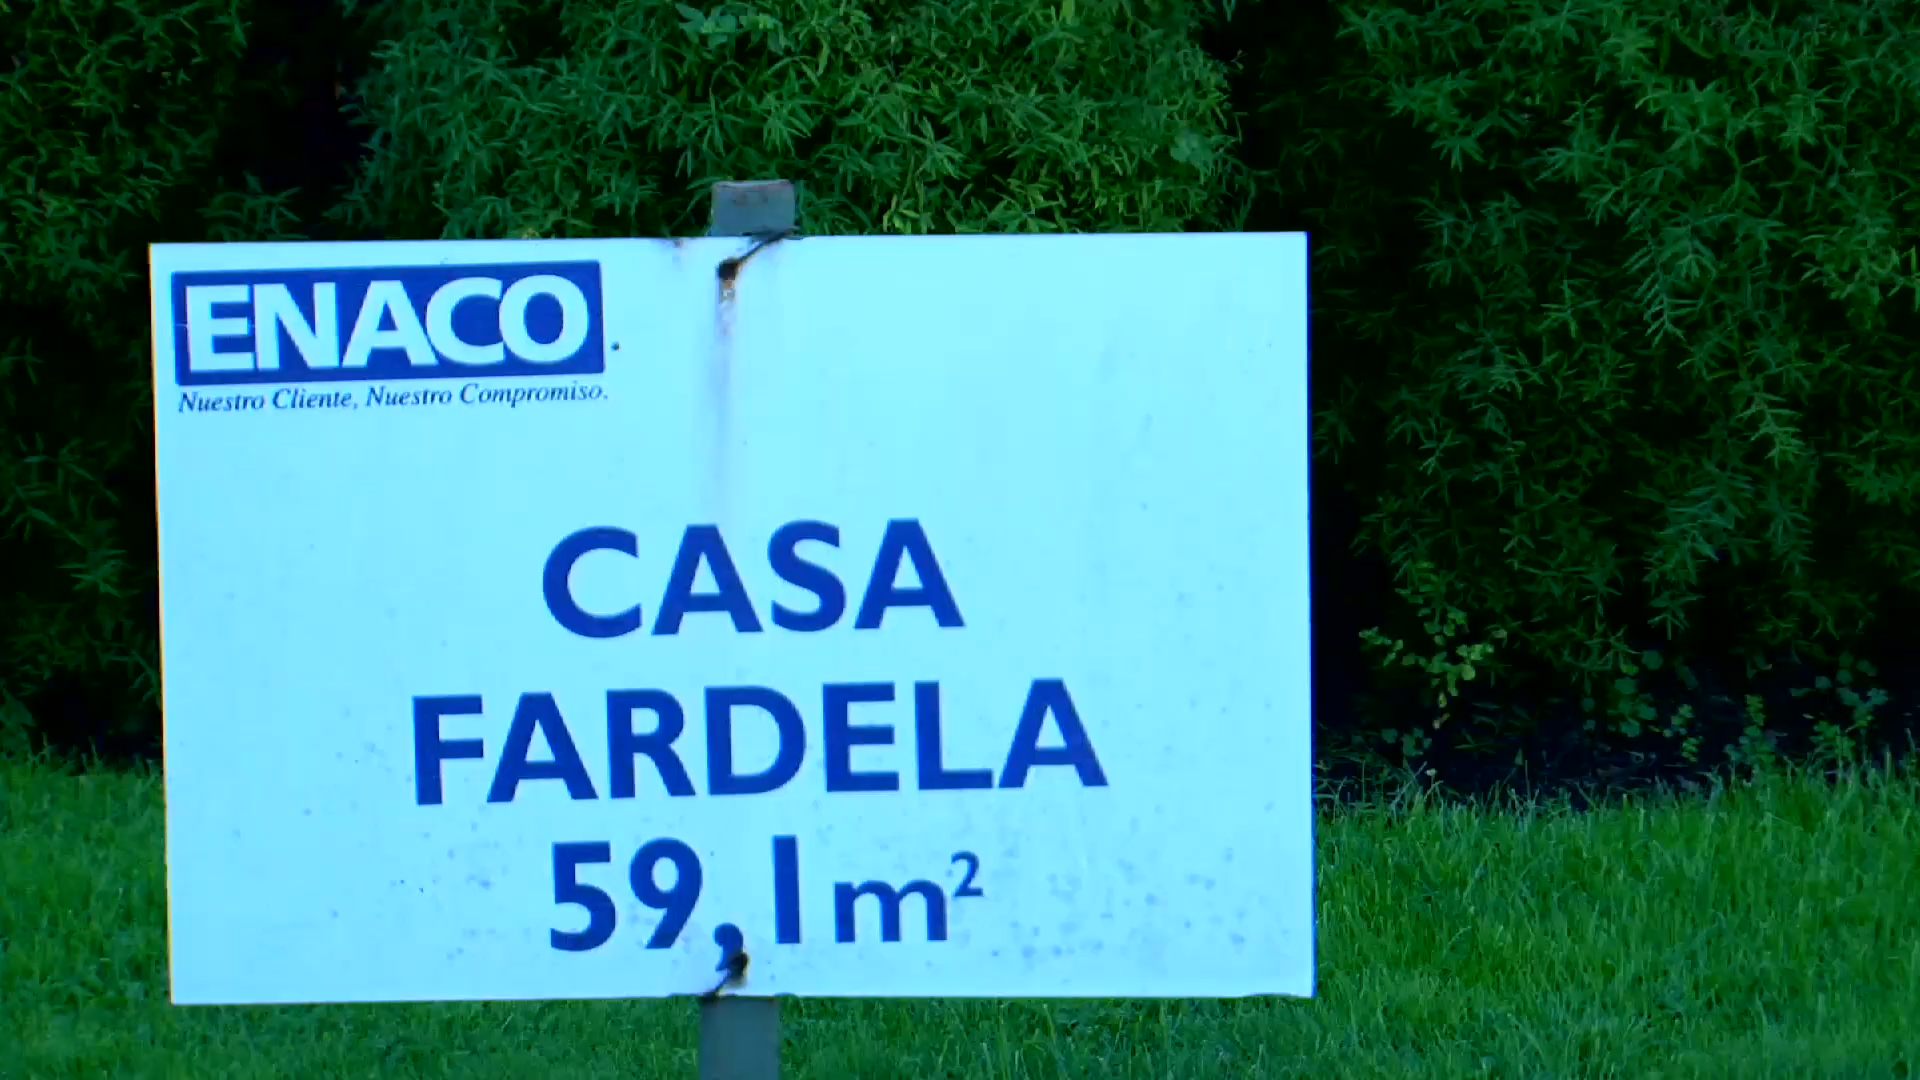 ENACO
Nuestro Cliente, Nuestro Compromiso.
CASA
FARDELA
59,1m²